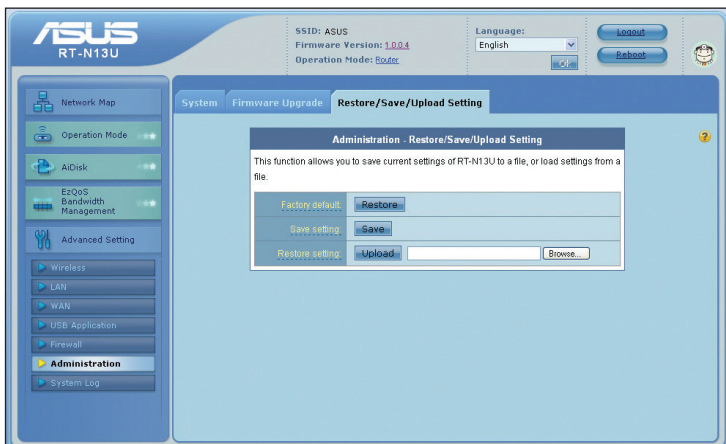 ASUS
RT-N13U
SSID: ASUS
Firmware Version: 1.0.0.4
Operation Mode: Router
Language:
English
Ok
Logout
Reboot
Network Map
Operation Mode
AiDisk
EzQoS
Bandwidth
Management
Advanced Setting
Wireless
LAN
WAN
USB Application
Firewall
Administration
System Log
System
Firmware Upgrade
Restore/Save/Upload Setting
Administration - Restore/Save/Upload Setting
This function allows you to save current settings of RT-N13U to a file, or load settings from a
file.
Factory default:
Restore
Save setting:
Save
Restore setting:
Upload
Browse...
?